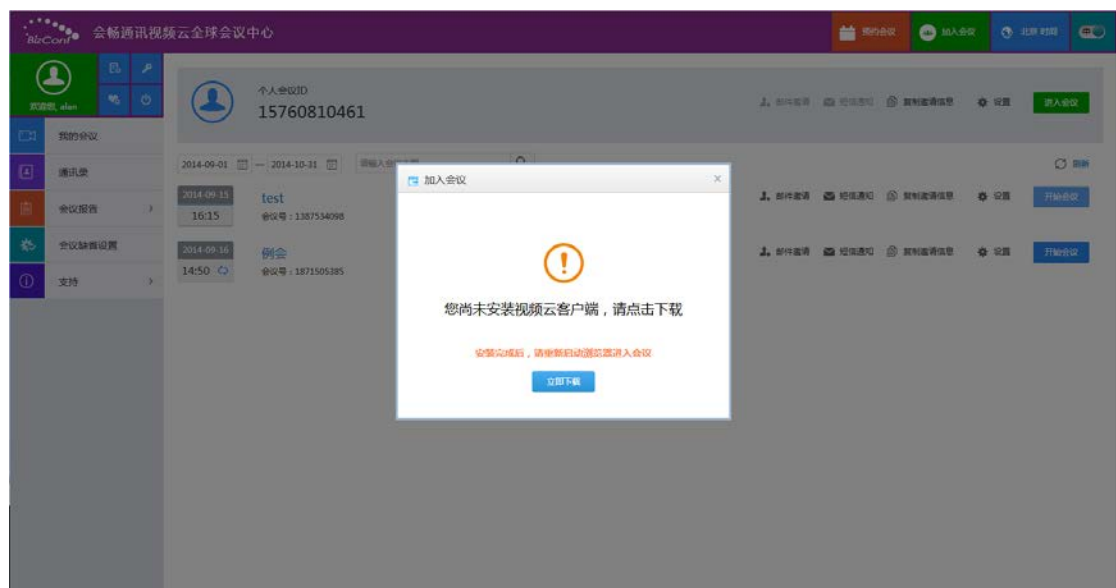 BizConf 会畅通讯视频云全球会议中心
预约会议
加入会议
北京时间
欢迎您, alan
个人会议ID
15760810461
邮件邀请 短信通知 复制邀请信息 设置 进入会议
我的会议
通讯录
会议报告
会议缺省设置
支持
2014-09-01 — 2014-10-31
刷新
2014-09-15
16:15
test
会议号：1387534098
邮件邀请 短信通知 复制邀请信息 设置 开始会议
2014-09-16
14:50
例会
会议号：1871505385
邮件邀请 短信通知 复制邀请信息 设置 开始会议
加入会议
您尚未安装视频云客户端，请点击下载
安装完成后，请重新启动浏览器进入会议
立即下载